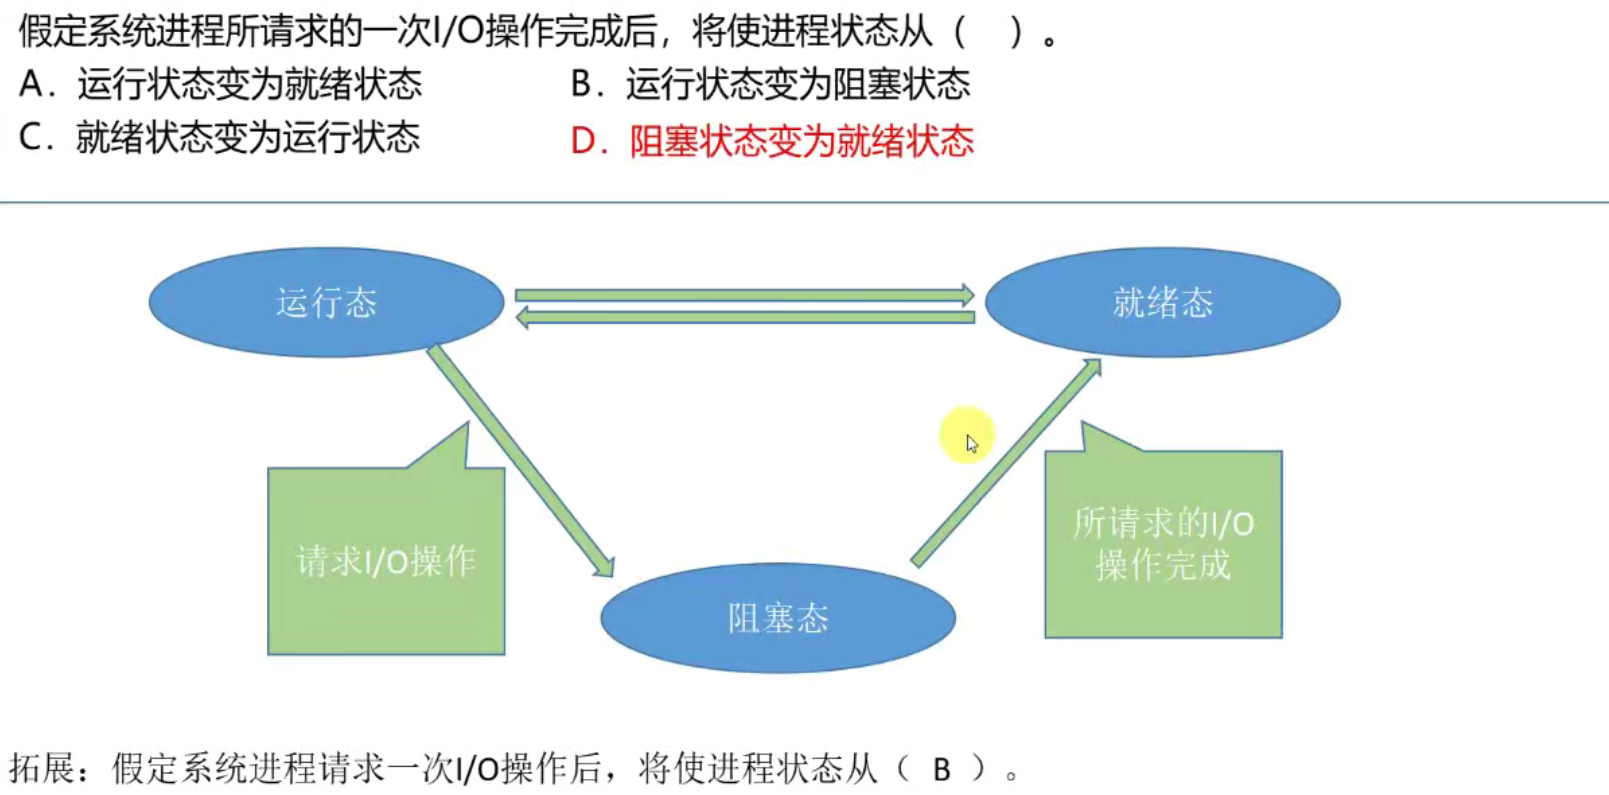 假定系统进程所请求的一次I/O操作完成后，将使进程状态从（　）。
A．运行状态变为就绪状态　B．运行状态变为阻塞状态
C．就绪状态变为运行状态　D．阻塞状态变为就绪状态
运行态
就绪态
请求I/O操作
所请求的I/O
操作完成
阻塞态
拓展：假定系统进程请求一次I/O操作后，将使进程状态从（ B ）。